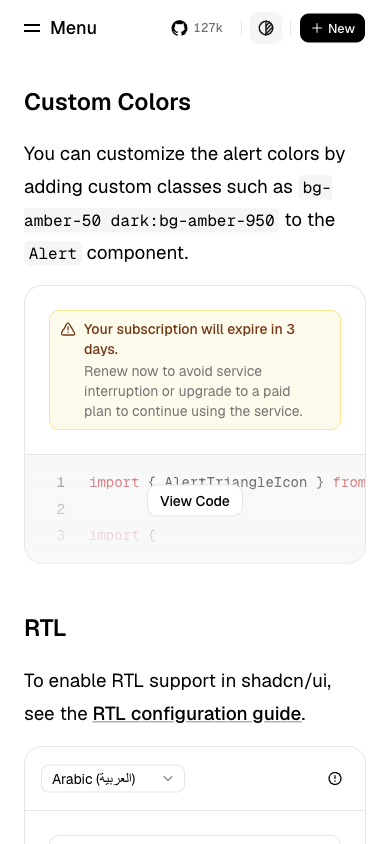 Menu
127k
New
Custom Colors
You can customize the alert colors by
adding custom classes such as bg-
amber-50 dark:bg-amber-950 to the
Alert component.
Your subscription will expire in 3
days.
Renew now to avoid service
interruption or upgrade to a paid
plan to continue using the service.
1 import { AlertTriangleIcon } from
View Code
2
3 import {
RTL
To enable RTL support in shadcn/ui,
see the RTL configuration guide.
Arabic (العربية)